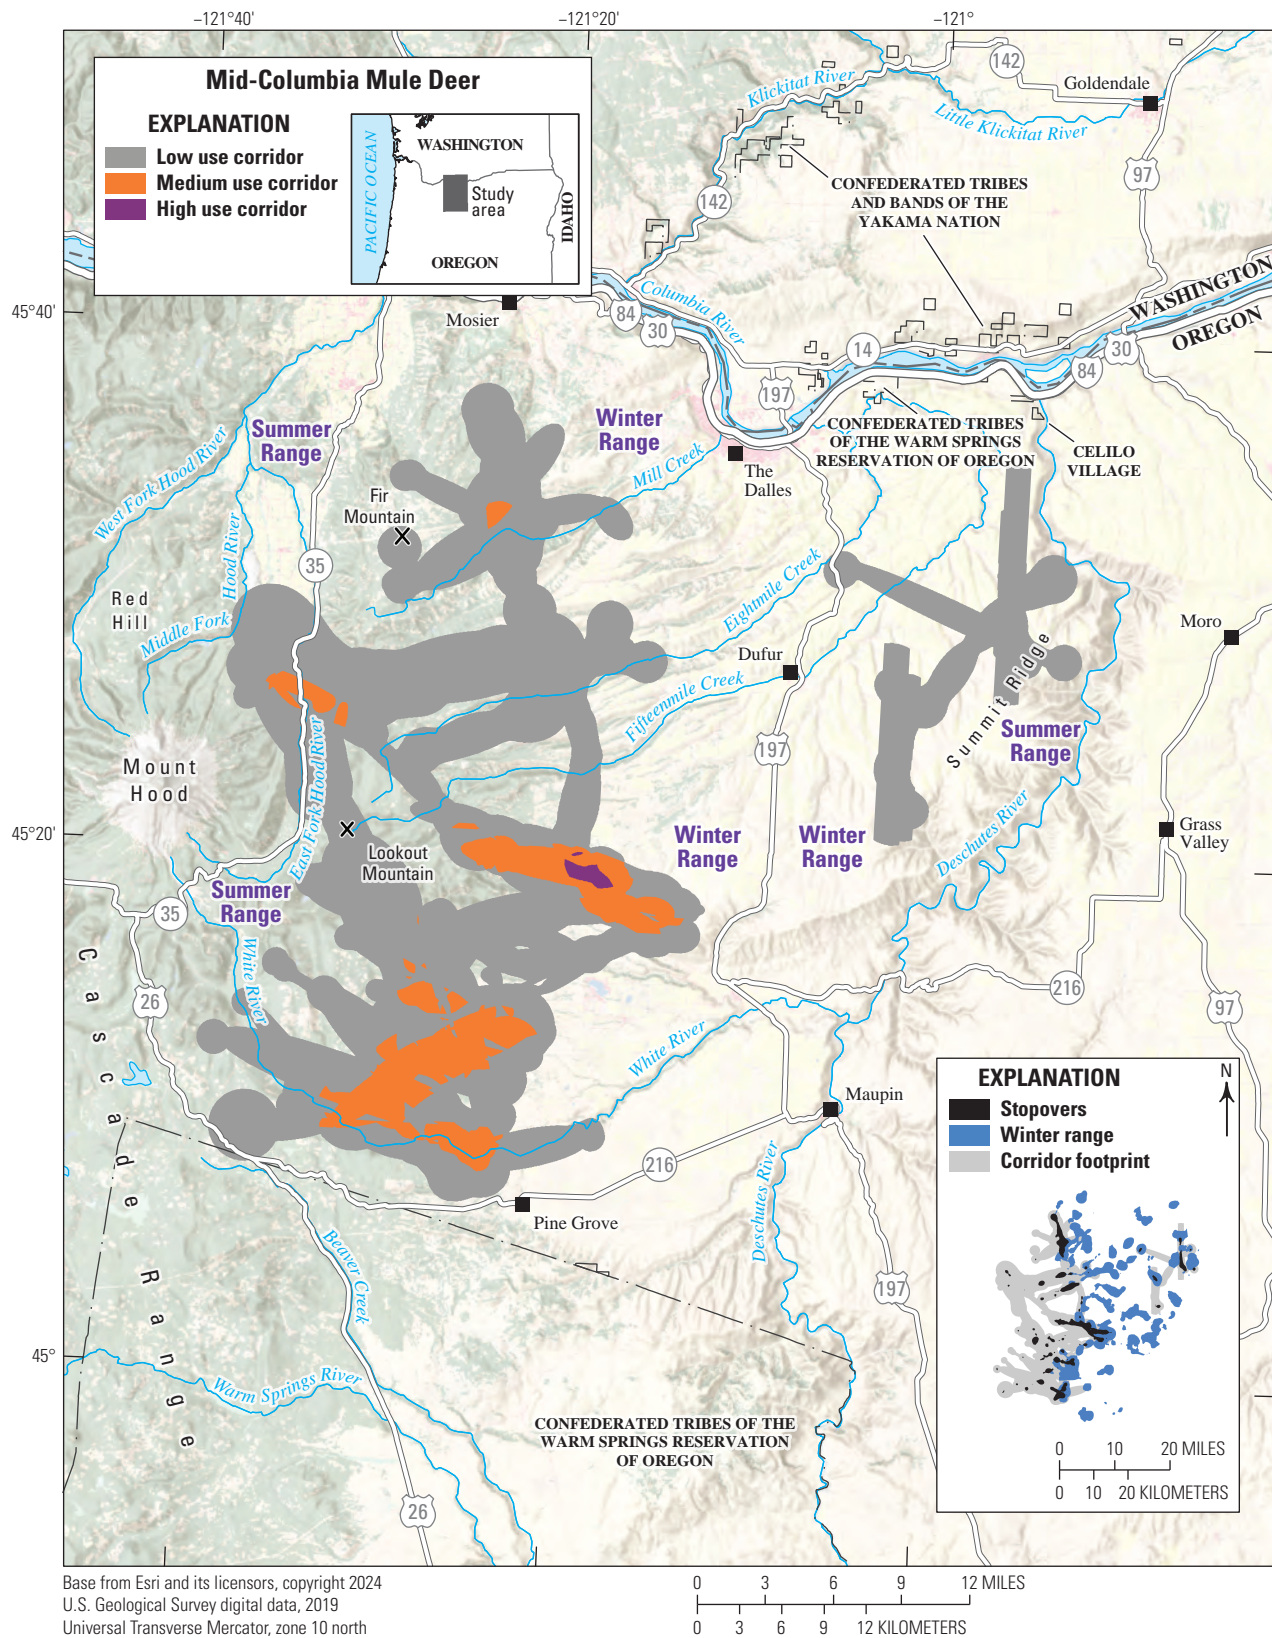 −121°40'
−121°20'
−121°
Mid-Columbia Mule Deer
EXPLANATION
Low use corridor
Medium use corridor
High use corridor
PACIFIC OCEAN
WASHINGTON
Study
area
OREGON
IDAHO
142
Goldendale
Klickitat River
Little Klickitat River
97
142
CONFEDERATED TRIBES
AND BANDS OF THE
YAKAMA NATION
WASHINGTON
OREGON
45°40'
Mosier
Columbia River
84
30
14
30
84
197
Summer
Range
Winter
Range
West Fork Hood River
Mill Creek
The
Dalles
CONFEDERATED TRIBES
OF THE WARM SPRINGS
RESERVATION OF OREGON
CELILO
VILLAGE
Fir
Mountain
Hood River
Middle Fork
35
Red
Hill
Eightmile Creek
Moro
Dufur
Fifteenmile Creek
Summit Ridge
Summer
Range
197
Mount
Hood
East Fork Hood River
45°20'
Lookout
Mountain
Winter
Range
Winter
Range
Deschutes River
Grass
Valley
Summer
Range
35
White River
26
216
97
White River
Maupin
Cascade Range
216
Pine Grove
Deschutes River
Beaver Creek
197
45°
Warm Springs River
CONFEDERATED TRIBES OF THE
WARM SPRINGS RESERVATION
OF OREGON
26
EXPLANATION
N
Stopovers
Winter range
Corridor footprint
0 10 20 MILES
0 10 20 KILOMETERS
Base from Esri and its licensors, copyright 2024
U.S. Geological Survey digital data, 2019
Universal Transverse Mercator, zone 10 north
0 3 6 9 12 MILES
0 3 6 9 12 KILOMETERS